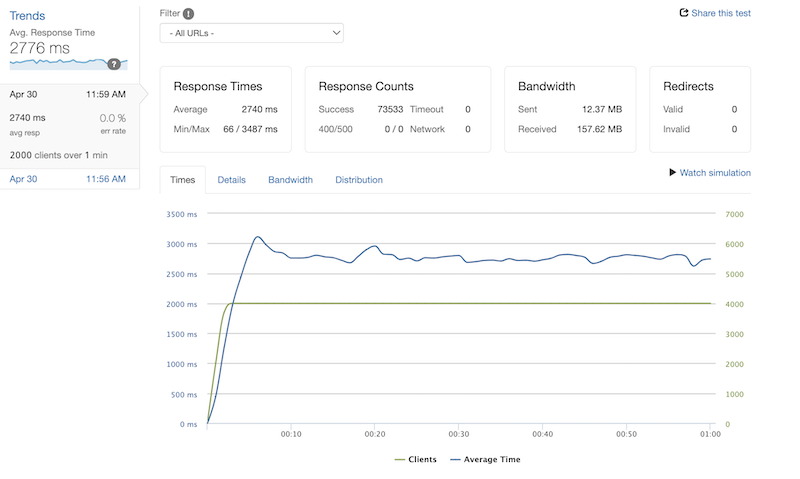 Trends
Avg. Response Time
2776 ms
?
Apr 30 11:59 AM
2740 ms 0.0 %
avg resp err rate
2000 clients over 1 min
Apr 30 11:56 AM
Filter !
- All URLs -
Share this test
Response Times
Average 2740 ms
Min/Max 66 / 3487 ms
Response Counts
Success 73533 Timeout 0
400/500 0 / 0 Network 0
Bandwidth
Sent 12.37 MB
Received 157.62 MB
Redirects
Valid 0
Invalid 0
Times Details Bandwidth Distribution
Watch simulation
3500 ms 7000
3000 ms 6000
2500 ms 5000
2000 ms 4000
1500 ms 3000
1000 ms 2000
500 ms 1000
0 ms 0
00:10 00:20 00:30 00:40 00:50 01:00
Clients Average Time